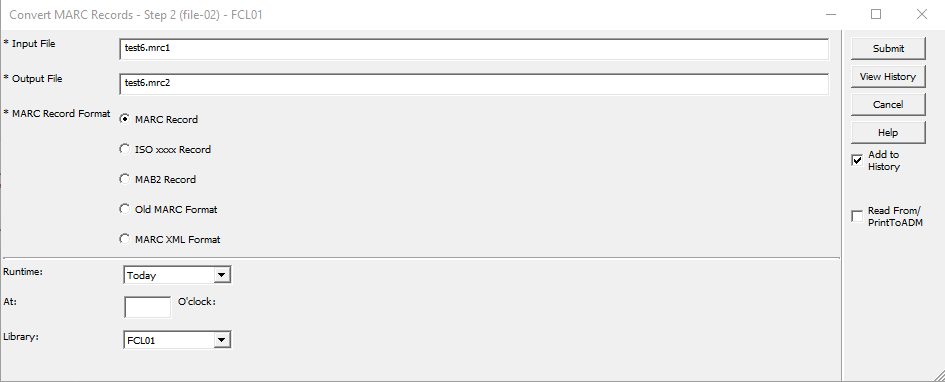 Convert MARC Records - Step 2 (file-02) - FCL01
* Input File
test6.mrc1
Submit
* Output File
test6.mrc2
View History
* MARC Record Format
MARC Record
Cancel
ISO xxxx Record
Help
MAB2 Record
Add to
History
Old MARC Format
Read From/
PrintToADM
MARC XML Format
Runtime:
Today
At:
O'clock:
Library:
FCL01